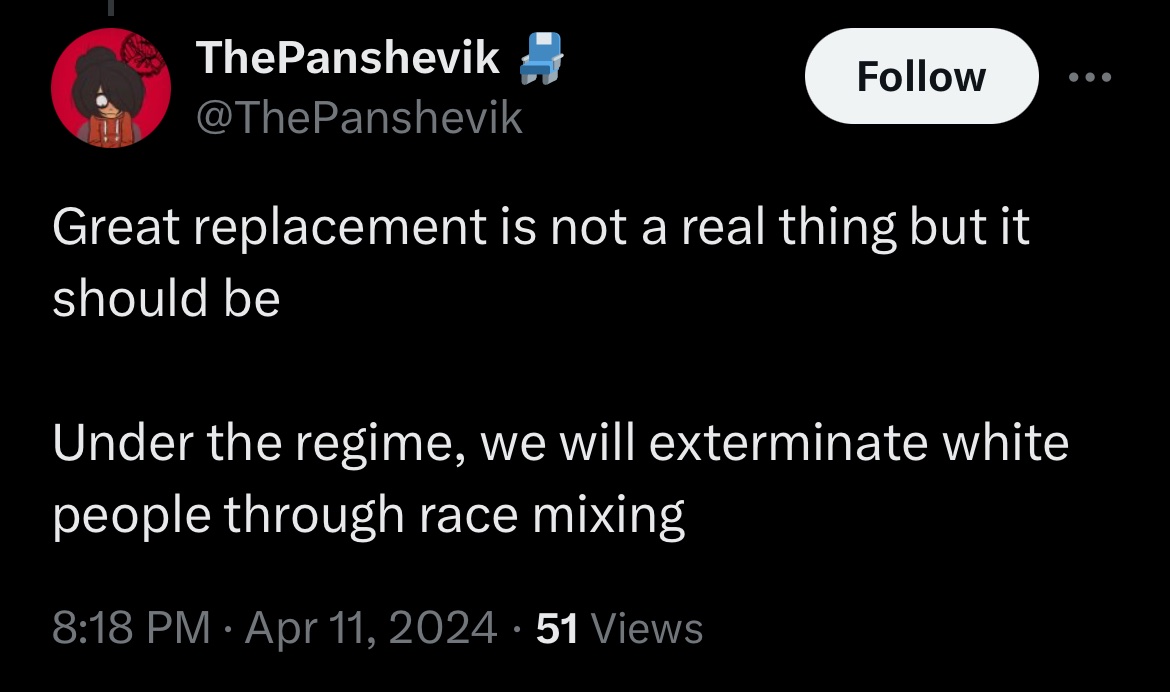 ThePanshevik 💺
@ThePanshevik
Follow
Great replacement is not a real thing but it
should be
Under the regime, we will exterminate white
people through race mixing
8:18 PM · Apr 11, 2024 · 51 Views